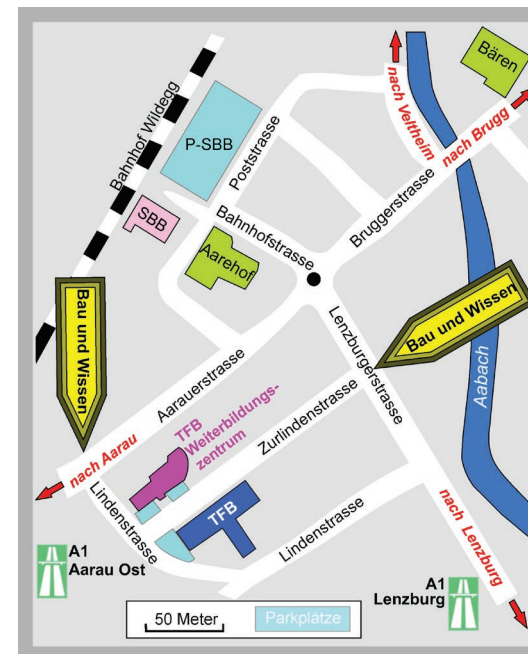 Bären
nach Veltheim
nach Brugg
Bahnhof Wildegg
P-SBB
Poststrasse
SBB
Bahnhofstrasse
Bruggerstrasse
Aarehof
Bau und Wissen
Bau und Wissen
Lenzburgerstrasse
Aabach
Aarauerstrasse
TFB
Weiterbildungs-
zentrum
Zurlindenstrasse
nach Aarau
Lindenstrasse
TFB
Lindenstrasse
nach Lenzburg
A1
Aarau Ost
A1
Lenzburg
50 Meter
Parkplätze